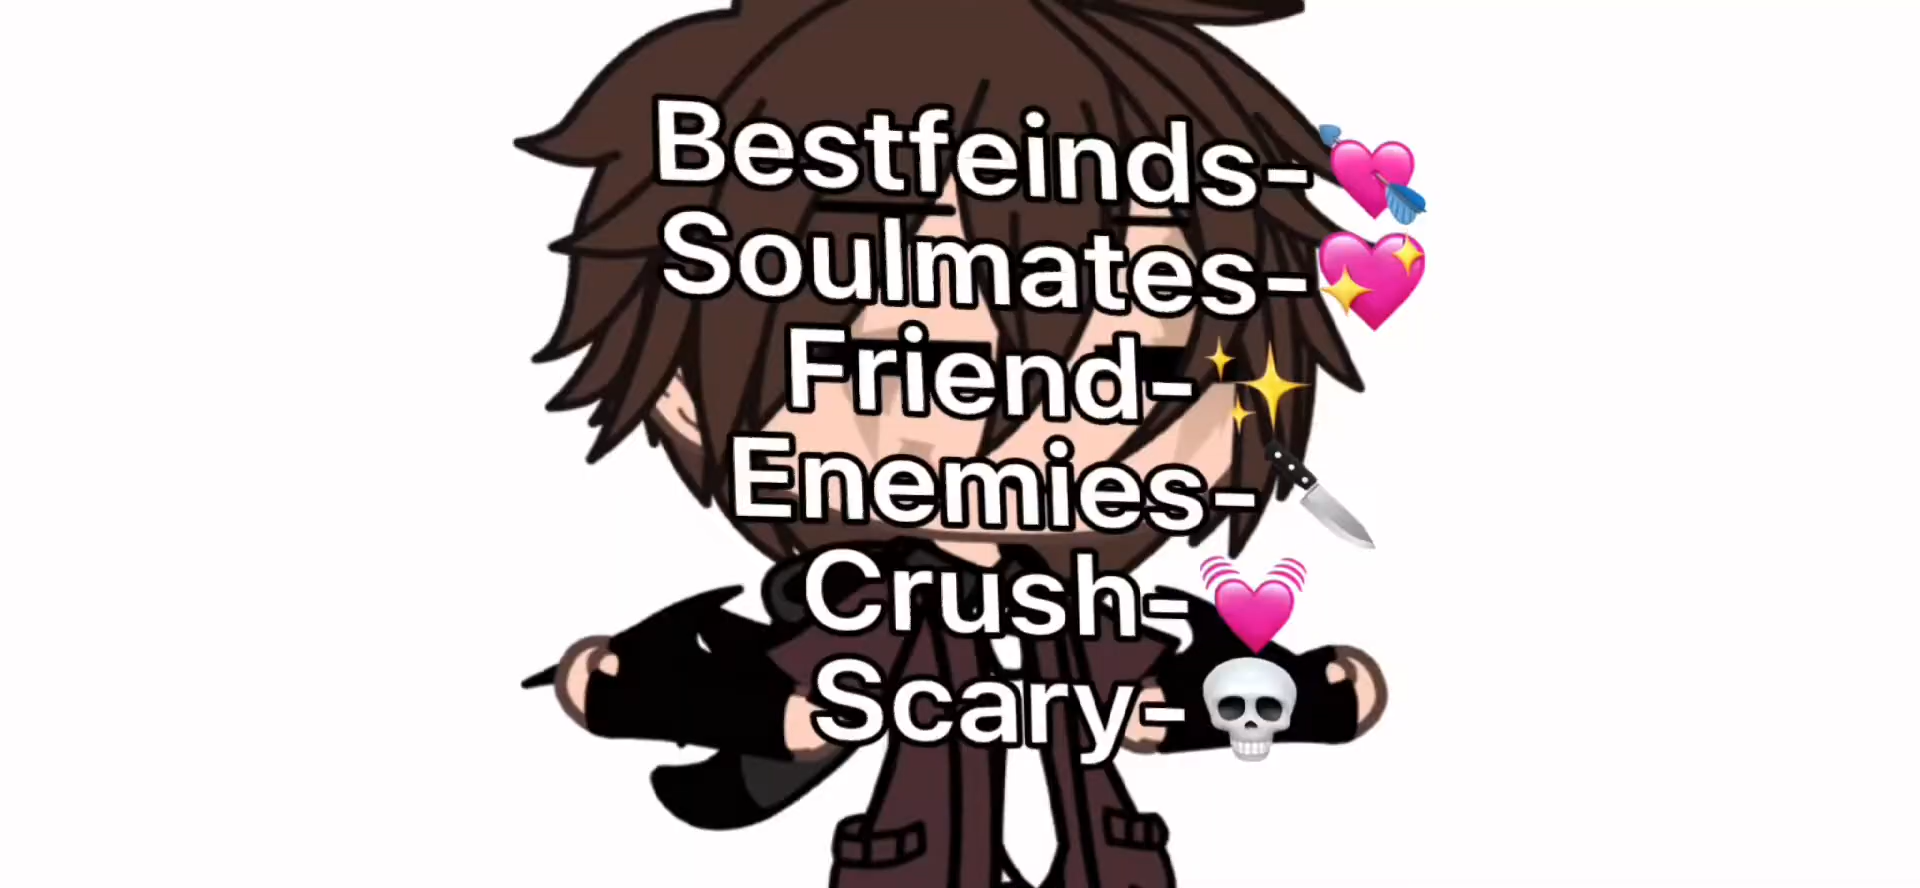 Bestfeinds-💘
Soulmates-💖
Friend-✨
Enemies-🔪
Crush-💓
Scary-💀